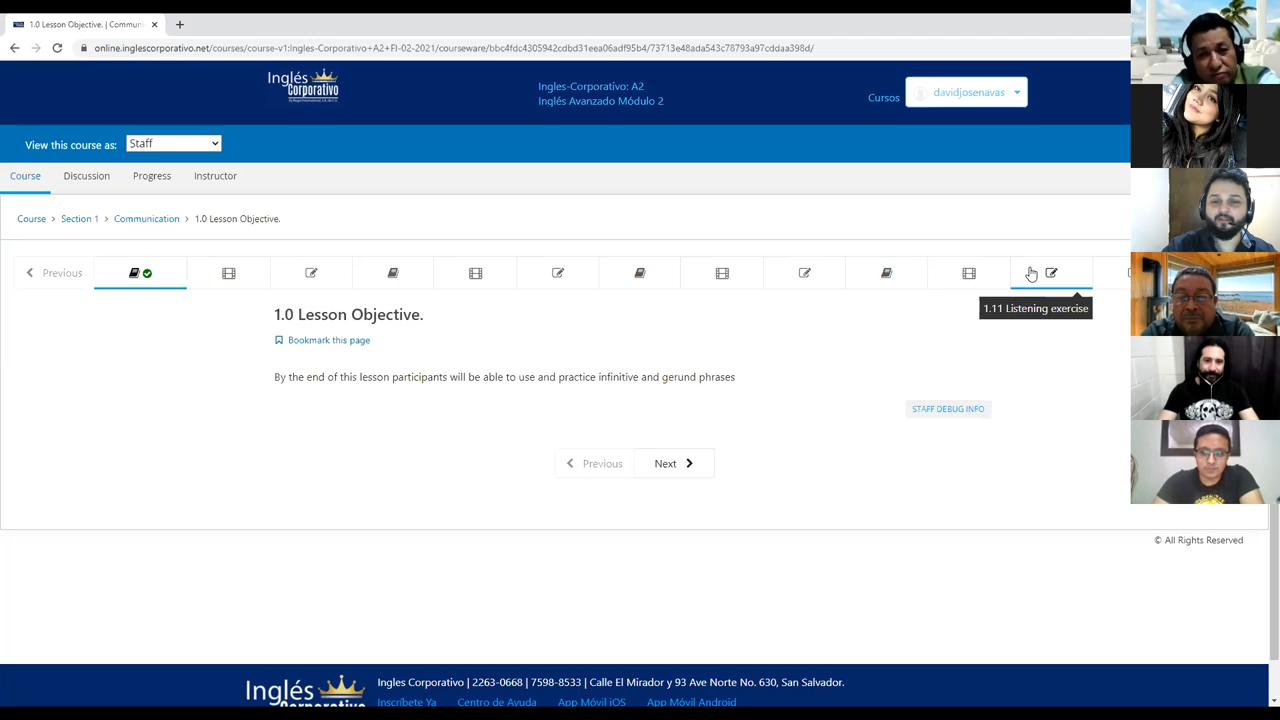 1.0 Lesson Objective. | Communi
online.inglescorporativo.net/courses/course-v1:Ingles-Corporativo+A2+FI-02-2021/courseware/bbc4fdc4305942cdbd31eea06adf95b4/73713e48ada543c78793a97cddaa398d/
Inglés
Corporativo
Ingles-Corporativo: A2
Inglés Avanzado Módulo 2
Cursos
davidjosenavas
View this course as:
Staff
Course
Discussion
Progress
Instructor
Course > Section 1 > Communication > 1.0 Lesson Objective.
Previous
1.11 Listening exercise
1.0 Lesson Objective.
Bookmark this page
By the end of this lesson participants will be able to use and practice infinitive and gerund phrases
STAFF DEBUG INFO
Previous
Next
© All Rights Reserved
Inglés
Corporativo
Ingles Corporativo | 2263-0668 | 7598-8533 | Calle El Mirador y 93 Ave Norte No. 630, San Salvador.
Inscríbete Ya
Centro de Ayuda
App Móvil iOS
App Móvil Android